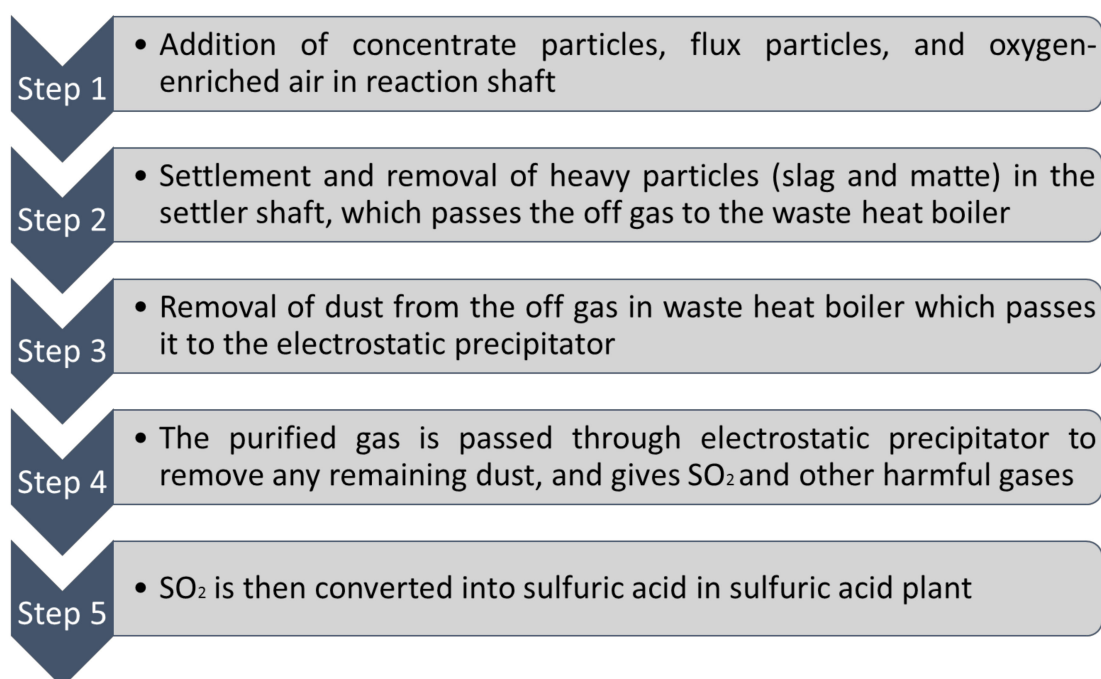 Step 1
• Addition of concentrate particles, flux particles, and oxygen-
enriched air in reaction shaft
Step 2
• Settlement and removal of heavy particles (slag and matte) in the
settler shaft, which passes the off gas to the waste heat boiler
Step 3
• Removal of dust from the off gas in waste heat boiler which passes
it to the electrostatic precipitator
Step 4
• The purified gas is passed through electrostatic precipitator to
remove any remaining dust, and gives SO₂ and other harmful gases
Step 5
• SO₂ is then converted into sulfuric acid in sulfuric acid plant